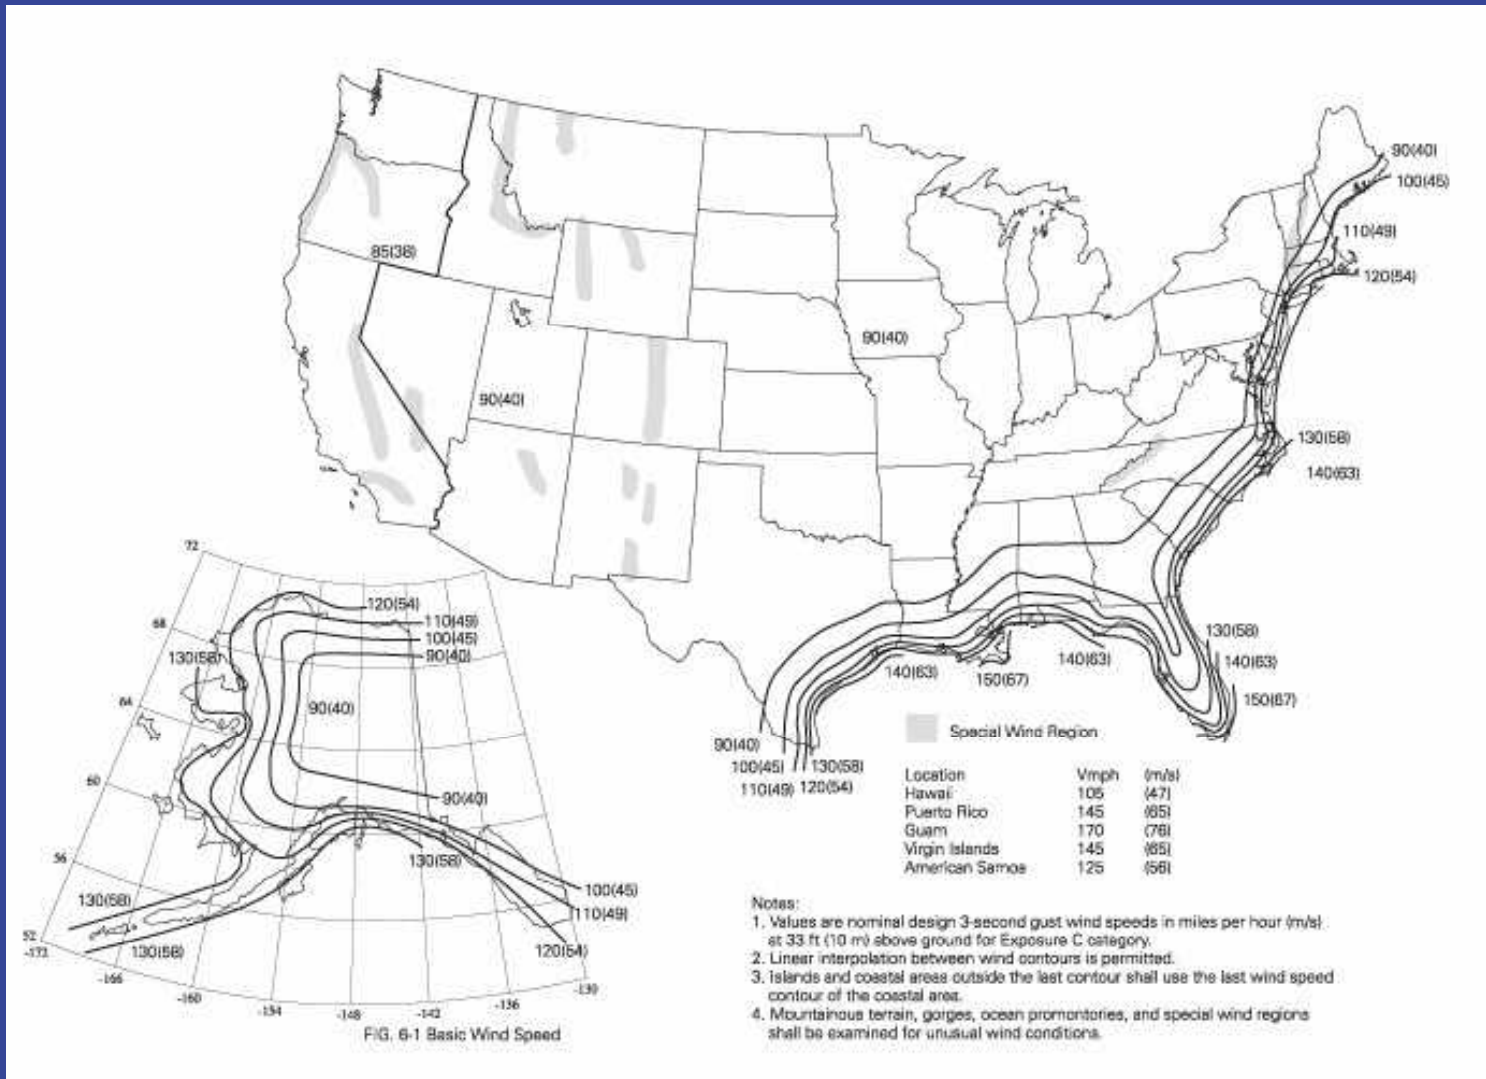 90(40)
100(45)
110(49)
120(54)
85(38)
90(40)
90(40)
130(58)
140(63)
72
120(54)
110(49)
100(45)
90(40)
68
130(58)
130(58)
140(63)
140(63)
140(63)
150(67)
150(67)
64
90(40)
Special Wind Region
90(40)
100(45)
130(58)
110(49)
120(54)
60
90(40)
Location Vmph (m/s)
Hawaii 105 (47)
Puerto Rico 145 (65)
Guam 170 (76)
Virgin Islands 145 (65)
American Samoa 125 (56)
56
130(58)
100(45)
130(58)
110(49)
52
-172
130(58)
120(54)
-166
-160
-154
-148
-142
-136
-130
FIG. 6-1 Basic Wind Speed
Notes:
1. Values are nominal design 3-second gust wind speeds in miles per hour (m/s)
at 33 ft (10 m) above ground for Exposure C category.
2. Linear interpolation between wind contours is permitted.
3. Islands and coastal areas outside the last contour shall use the last wind speed
contour of the coastal area.
4. Mountainous terrain, gorges, ocean promontories, and special wind regions
shall be examined for unusual wind conditions.